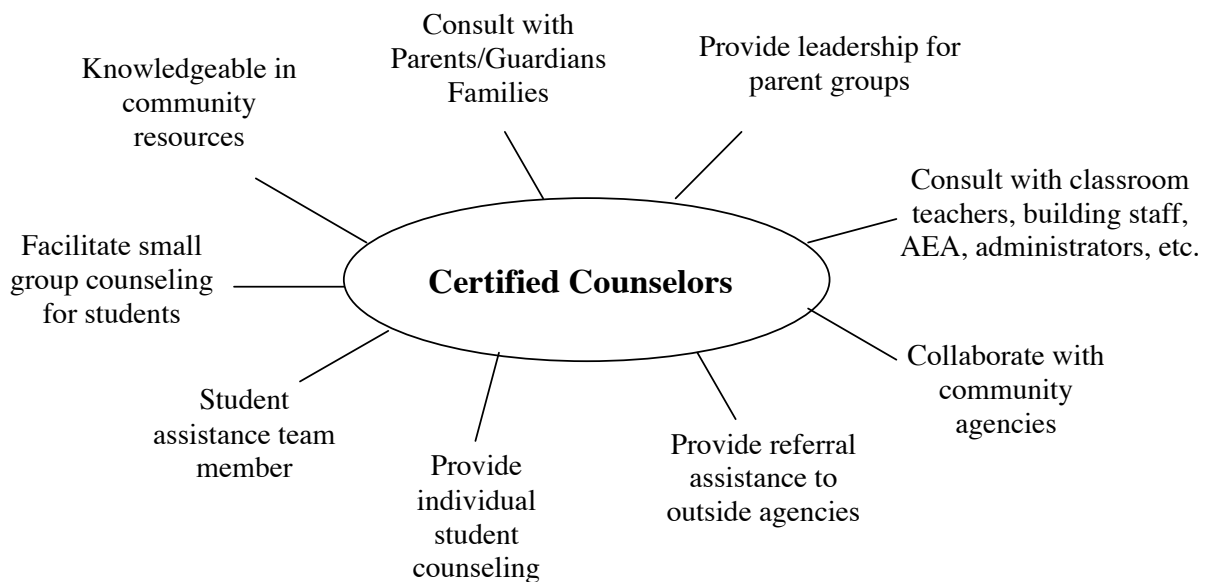 Consult with
Parents/Guardians
Families
Provide leadership for
parent groups
Knowledgeable in
community
resources
Consult with classroom
teachers, building staff,
AEA, administrators, etc.
Facilitate small
group counseling
for students
Certified Counselors
Collaborate with
community
agencies
Student
assistance team
member
Provide
individual
student
counseling
Provide referral
assistance to
outside agencies